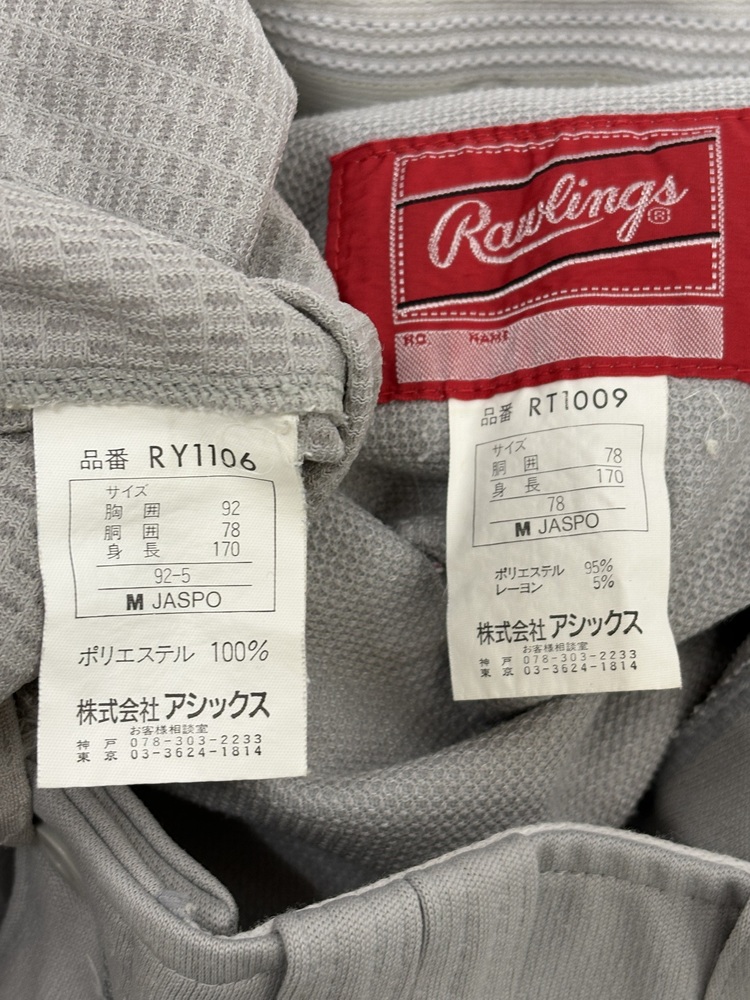 Rawlings®
NO. NAME
品番 RT1009
サイズ
胴囲 78
身長 170
78
M JASPO
ポリエステル 95%
レーヨン 5%
株式会社 アシックス
お客様相談室
神戸 078-303-2233
東京 03-3624-1814
品番 RY1106
サイズ
胸囲 92
胴囲 78
身長 170
92-5
M JASPO
ポリエステル 100%
株式会社 アシックス
お客様相談室
神戸 078-303-2233
東京 03-3624-1814